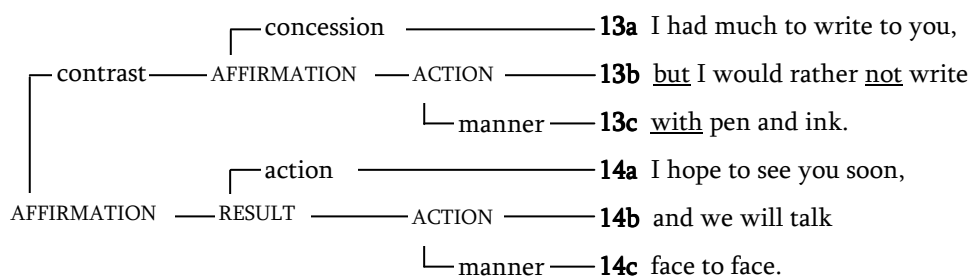 concession 13a I had much to write to you,
contrast AFFIRMATION ACTION 13b but I would rather not write
manner 13c with pen and ink.
action 14a I hope to see you soon,
AFFIRMATION RESULT ACTION 14b and we will talk
manner 14c face to face.